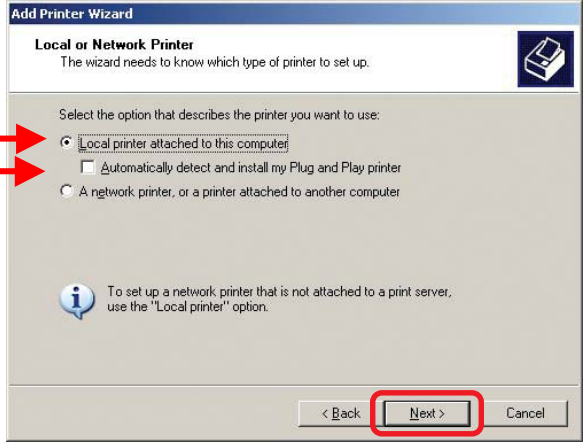 Add Printer Wizard
Local or Network Printer
The wizard needs to know which type of printer to set up.
Select the option that describes the printer you want to use:
Local printer attached to this computer
Automatically detect and install my Plug and Play printer
A network printer, or a printer attached to another computer
To set up a network printer that is not attached to a print server,
use the "Local printer" option.
< Back Next > Cancel